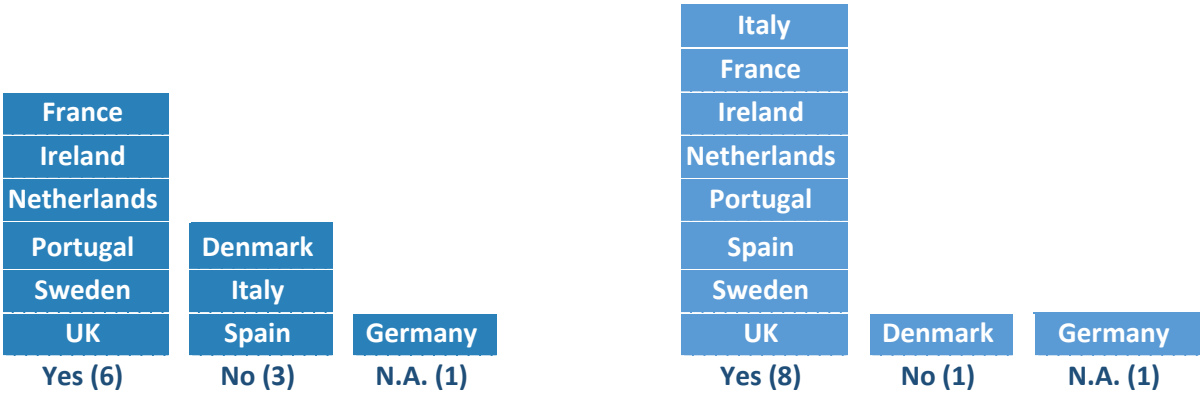 France
Ireland
Netherlands
Portugal
Sweden
UK
Yes (6)
Denmark
Italy
Spain
No (3)
Germany
N.A. (1)
Italy
France
Ireland
Netherlands
Portugal
Spain
Sweden
UK
Yes (8)
Denmark
No (1)
Germany
N.A. (1)